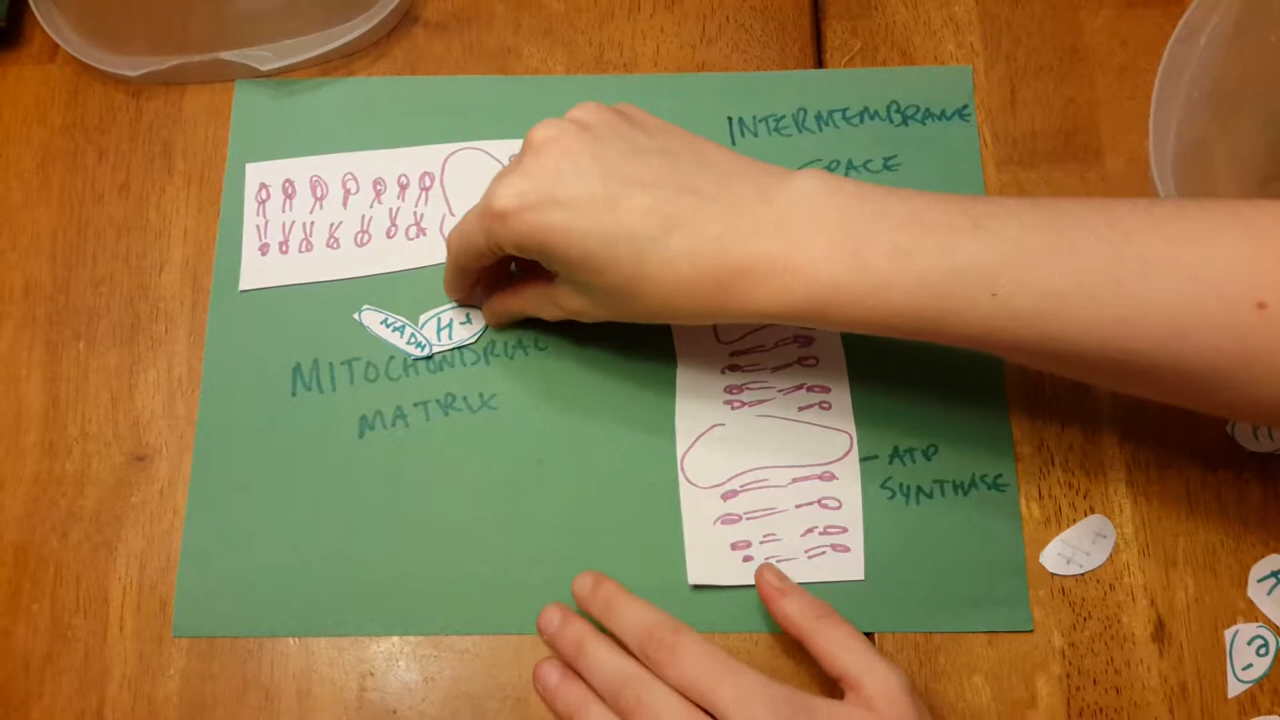 INTERMEMBRANE
SPACE
NADH
H+
MITOCHONDRIAL
MATRIX
- ATP
SYNTHASE
e-